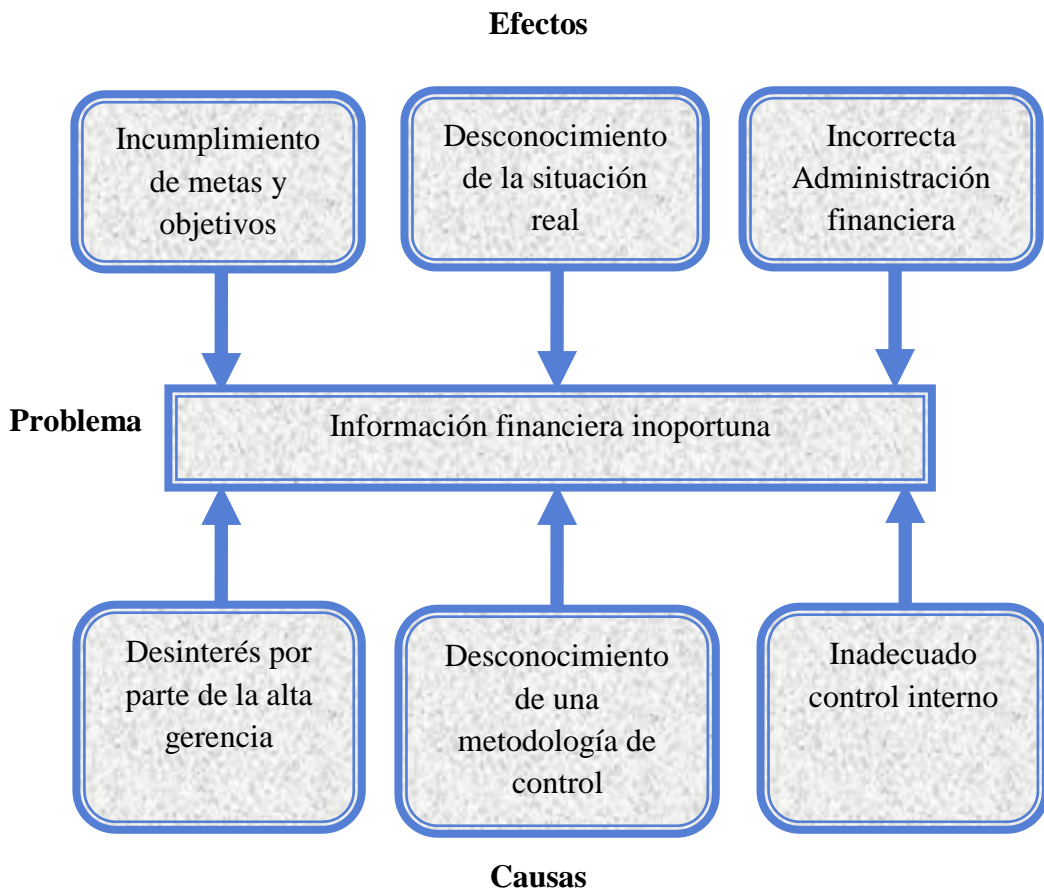 Efectos
Incumplimiento
de metas y
objetivos
Desconocimiento
de la situación
real
Incorrecta
Administración
financiera
Problema
Información financiera inoportuna
Desinterés por
parte de la alta
gerencia
Desconocimiento
de una
metodología de
control
Inadecuado
control interno
Causas